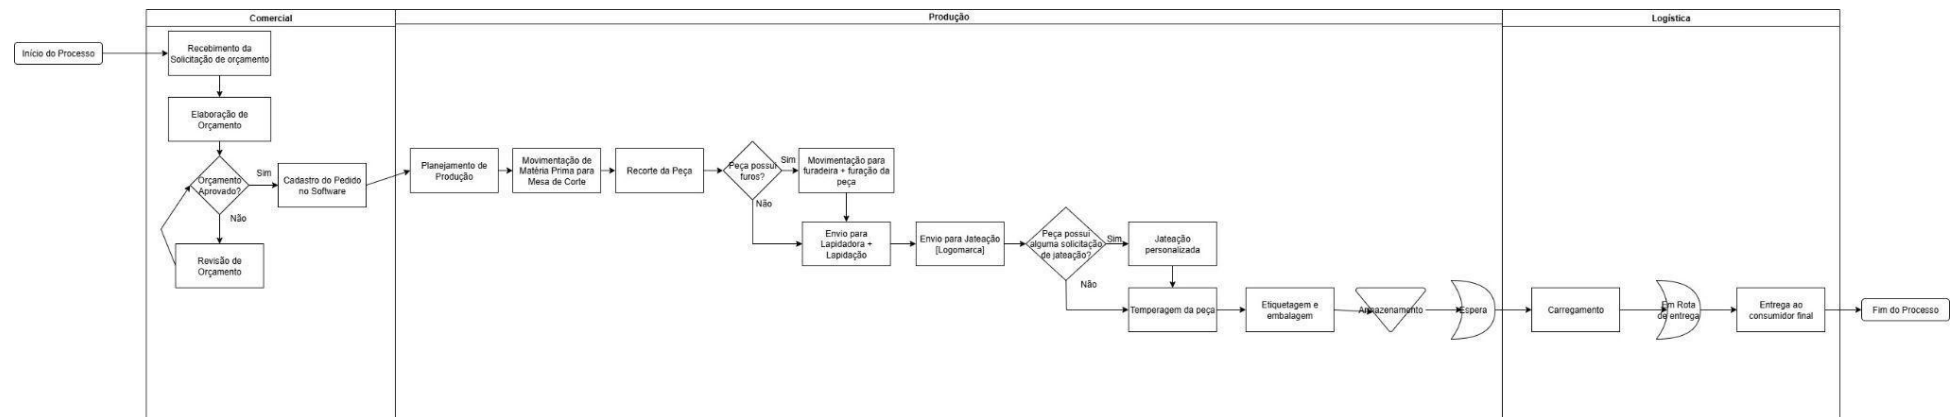 Comercial
Produção
Logística
Início do Processo
Recebimento da
Solicitação de orçamento
Elaboração de
Orçamento
Orçamento
Aprovado?
Sim
Não
Revisão de
Orçamento
Cadastro do Pedido
no Software
Planejamento de
Produção
Movimentação de
Matéria Prima para
Mesa de Corte
Recorte da Peça
Peça possui
furos?
Sim
Não
Movimentação para
furadeira + furação da
peça
Envio para
Lapidadora +
Lapidação
Envio para Jateação
[Logomarca]
Peça possui
alguma solicitação
de jateação?
Sim
Não
Jateação
personalizada
Temperagem da peça
Etiquetagem e
embalagem
Armazenamento
Espera
Carregamento
Em Rota
de entrega
Entrega ao
consumidor final
Fim do Processo